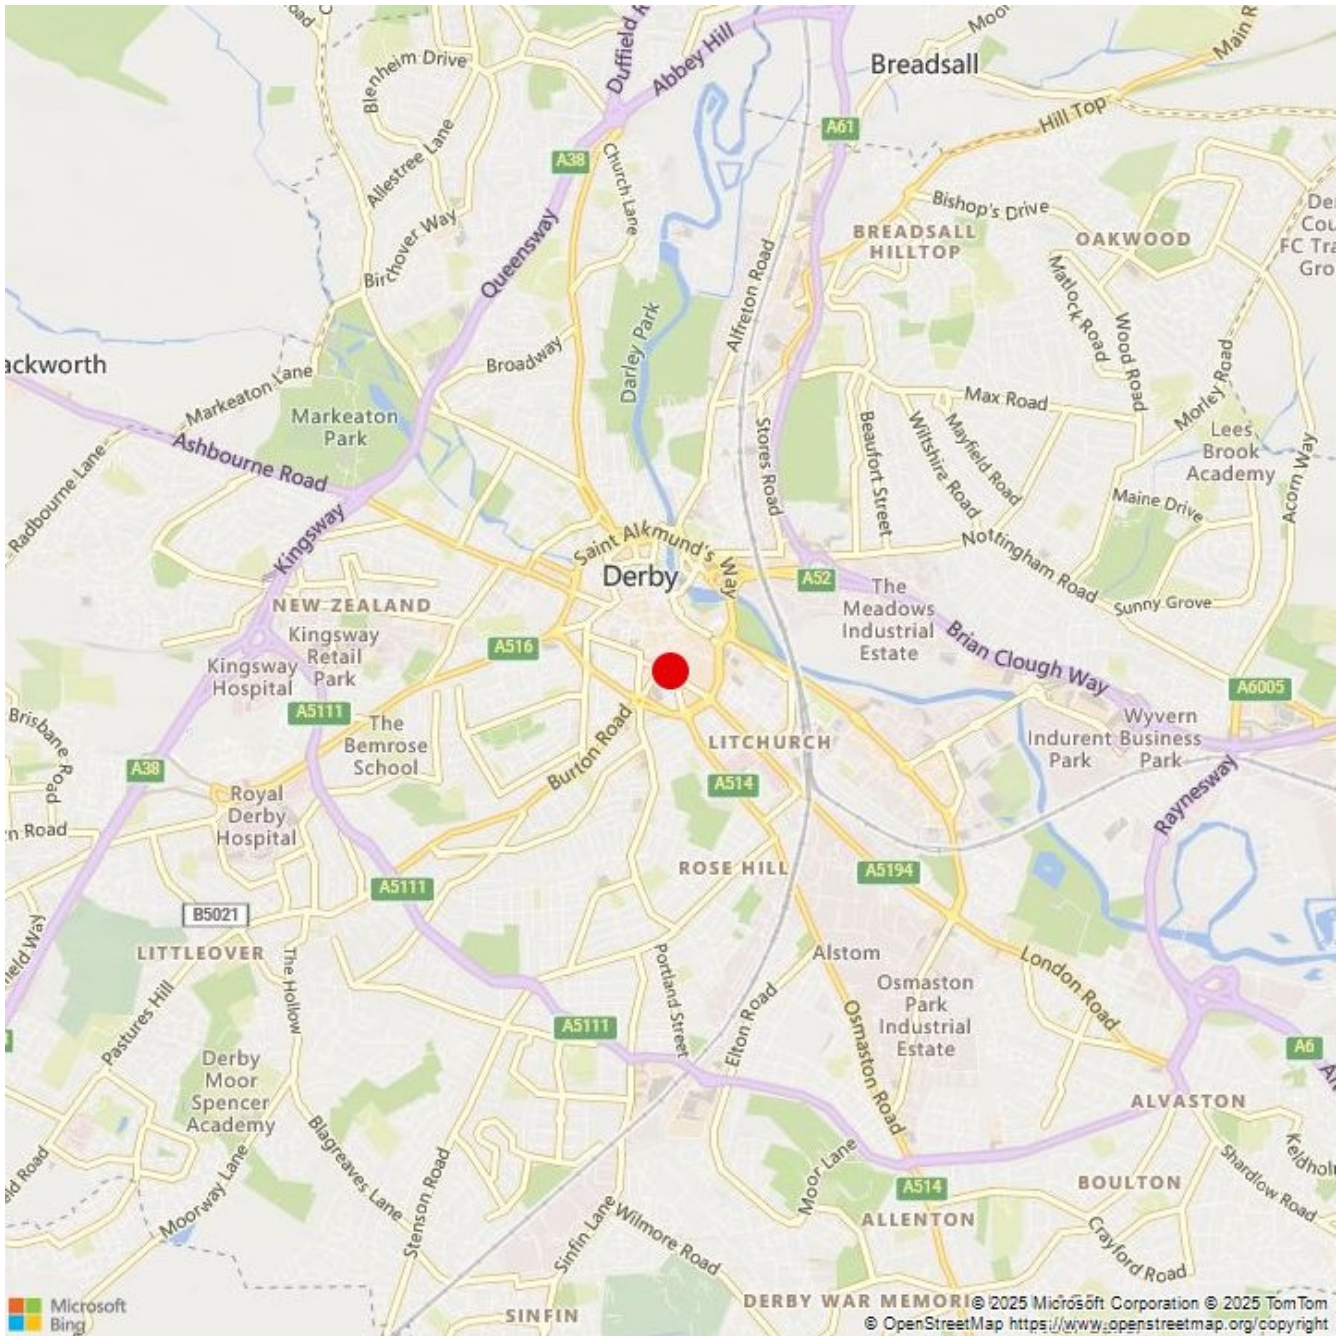 Duffield R
Abbey Hill
Breadsall
Moor
Main R
Blenheim Drive
Hill Top
A61
A38
Church Lane
Allestree Lane
Bishop's Drive
BREADSALL
HILLTOP
OAKWOOD
Birchover Way
Queensway
Alfreton Road
Matlock Road
Wood Road
Darley Park
Broadway
ackworth
Markeaton Lane
Markeaton
Park
Max Road
Mayfield Road
Wiltshire Road
Beaufort Street
Stores Road
Morley Road
Lees
Brook
Academy
Acorn Way
Ashbourne Road
Radbourne Lane
Kingsway
Maine Drive
Nottingham Road
Sunny Grove
Saint Alkmund's Way
Derby
A52
The
Meadows
Industrial
Estate
Brian Clough Way
NEW ZEALAND
Kingsway
Retail
Park
Kingsway
Hospital
A516
A6005
A5111
The
Bemrose
School
Brisbane Road
Wyvern
Business
Park
Indurent
Park
Burton Road
LITCHURCH
A38
A514
Raynesway
Royal
Derby
Hospital
n Road
ROSE HILL
A5194
A5111
B5021
LITTLEOVER
The Hollow
Pastures Hill
Portland Street
Alstom
Osmaston
Park
Industrial
Estate
London Road
Elton Road
Osmaston Road
A5111
A6
Derby
Moor
Spencer
Academy
ALVASTON
Blagreaves Lane
Moorway Lane
Stenson Road
Moor Lane
A514
ALLENTON
BOULTON
Shardlow Road
Crayford Road
Sinfin Lane
Wilmore Road
SINFIN
DERBY WAR MEMORI
Microsoft
Bing
© 2025 Microsoft Corporation © 2025 TomTom
© OpenStreetMap https://www.openstreetmap.org/copyright